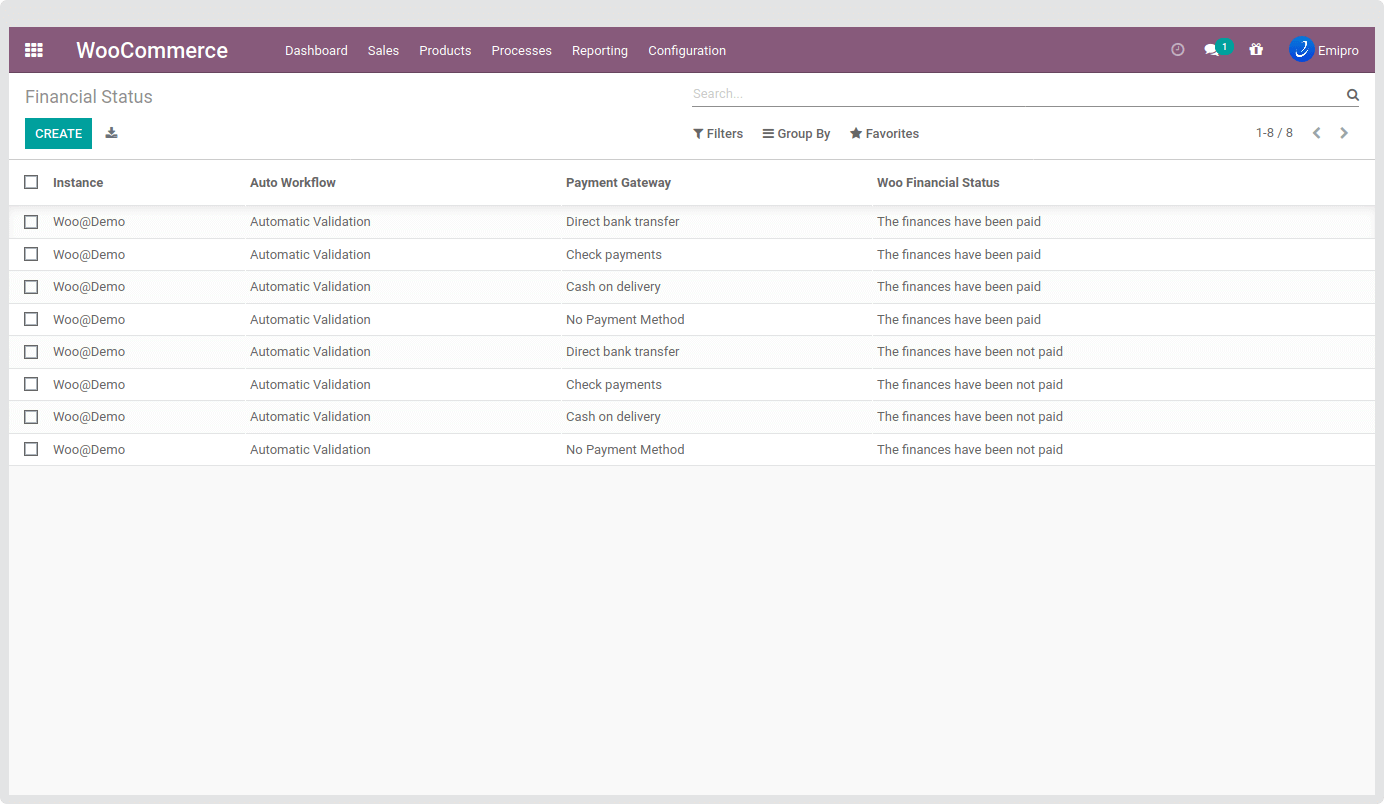 WooCommerce Dashboard Sales Products Processes Reporting Configuration 1 Emipro
Financial Status Search...
CREATE Filters Group By Favorites 1-8 / 8
Instance Auto Workflow Payment Gateway Woo Financial Status
Woo@Demo Automatic Validation Direct bank transfer The finances have been paid
Woo@Demo Automatic Validation Check payments The finances have been paid
Woo@Demo Automatic Validation Cash on delivery The finances have been paid
Woo@Demo Automatic Validation No Payment Method The finances have been paid
Woo@Demo Automatic Validation Direct bank transfer The finances have been not paid
Woo@Demo Automatic Validation Check payments The finances have been not paid
Woo@Demo Automatic Validation Cash on delivery The finances have been not paid
Woo@Demo Automatic Validation No Payment Method The finances have been not paid